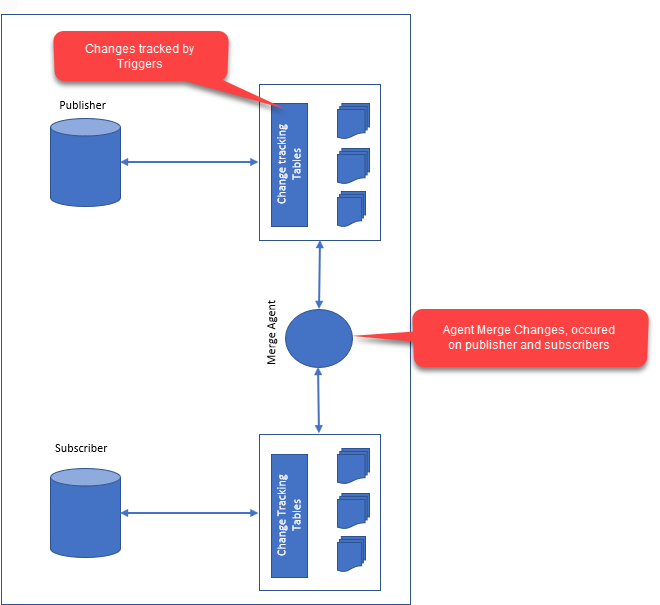 Changes tracked by
Triggers
Publisher
Change tracking
Tables
Merge Agent
Agent Merge Changes, occured
on publisher and subscribers
Subscriber
Change Tracking
Tables